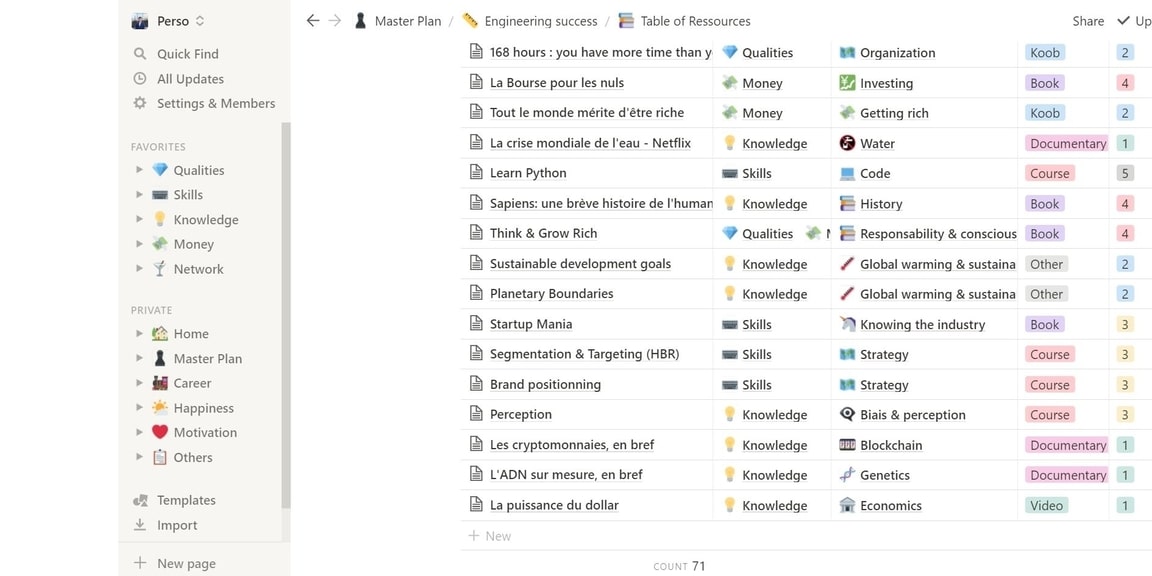 Perso
Quick Find
All Updates
Settings & Members
FAVORITES
Qualities
Skills
Knowledge
Money
Network
PRIVATE
Home
Master Plan
Career
Happiness
Motivation
Others
Templates
Import
New page
Master Plan / Engineering success / Table of Ressources
Share Up
168 hours : you have more time than y Qualities Organization Koob 2
La Bourse pour les nuls Money Investing Book 4
Tout le monde mérite d'être riche Money Getting rich Koob 2
La crise mondiale de l'eau - Netflix Knowledge Water Documentary 1
Learn Python Skills Code Course 5
Sapiens: une brève histoire de l'human Knowledge History Book 4
Think & Grow Rich Qualities Responsability & conscious Book 4
Sustainable development goals Knowledge Global warming & sustaina Other 2
Planetary Boundaries Knowledge Global warming & sustaina Other 2
Startup Mania Skills Knowing the industry Book 3
Segmentation & Targeting (HBR) Skills Strategy Course 3
Brand positionning Skills Strategy Course 3
Perception Knowledge Biais & perception Course 3
Les cryptomonnaies, en bref Knowledge Blockchain Documentary 1
L'ADN sur mesure, en bref Knowledge Genetics Documentary 1
La puissance du dollar Knowledge Economics Video 1
New
COUNT 71